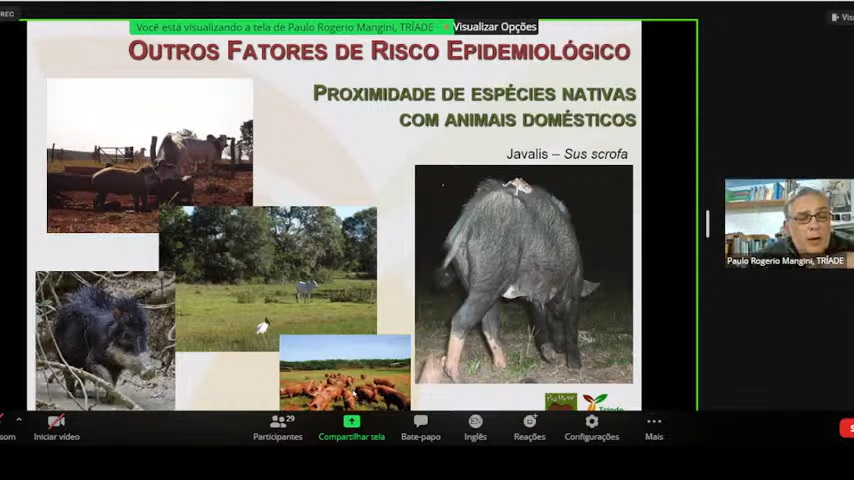 REC
Você está visualizando a tela de Paulo Rogerio Mangini, TRÍADE
Visualizar Opções
OUTROS FATORES DE RISCO EPIDEMIOLÓGICO
PROXIMIDADE DE ESPÉCIES NATIVAS
COM ANIMAIS DOMÉSTICOS
Javalis – Sus scrofa
Paulo Rogerio Mangini, TRÍADE
Iniciar vídeo
29
Participantes
Compartilhar tela
Bate-papo
Inglês
Reações
Configurações
Mais